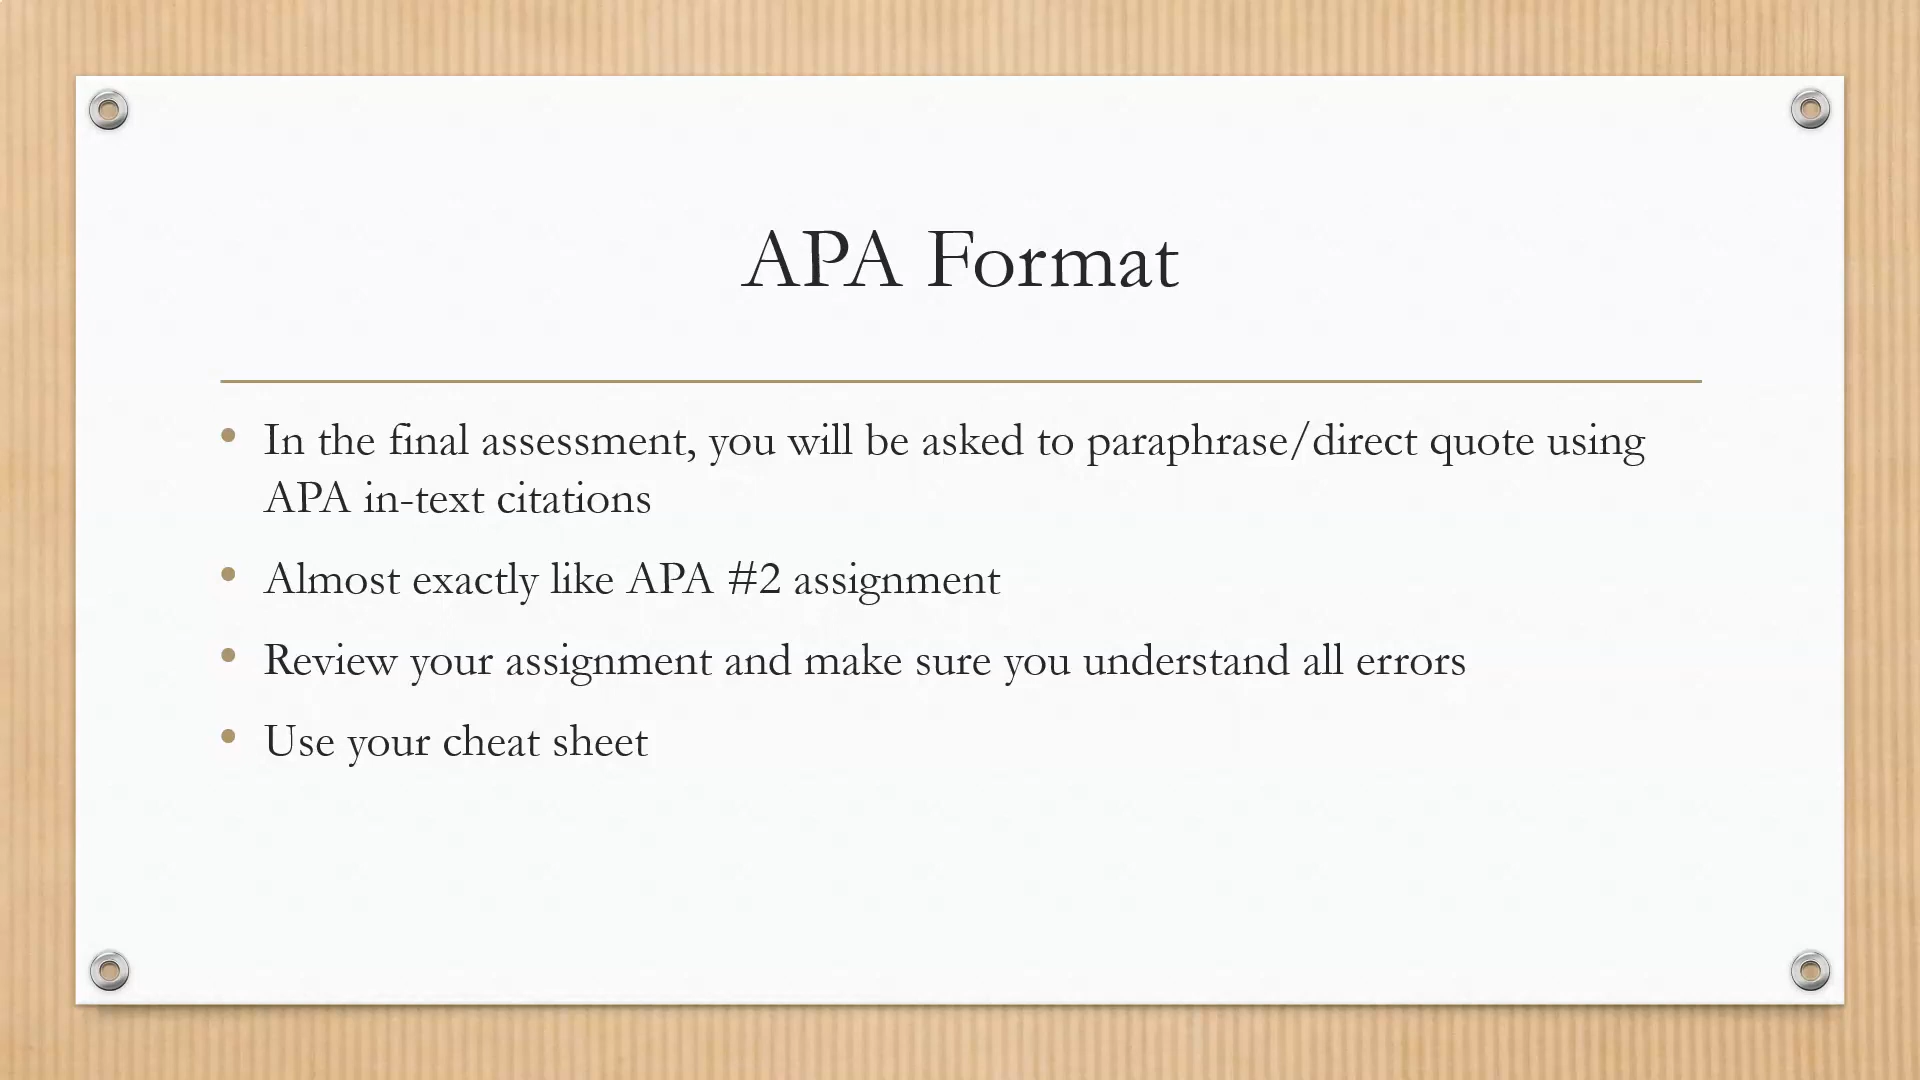 APA Format
• In the final assessment, you will be asked to paraphrase/direct quote using
APA in-text citations
• Almost exactly like APA #2 assignment
• Review your assignment and make sure you understand all errors
• Use your cheat sheet